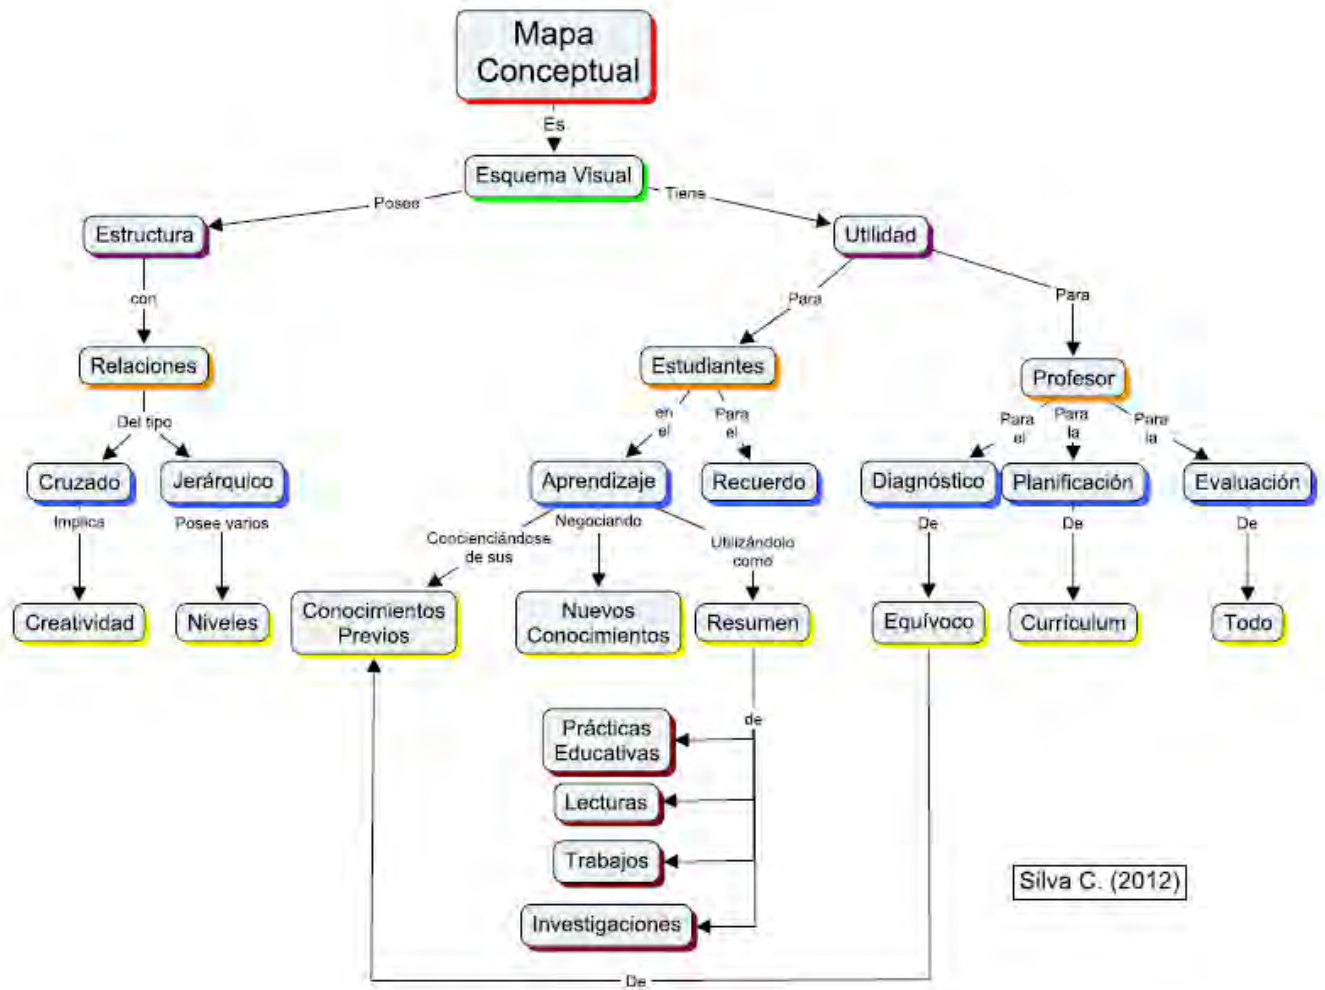 Mapa
Conceptual
Es
Esquema Visual
Posee
Tiene
Estructura
Utilidad
con
Para
Para
Relaciones
Estudiantes
Profesor
Del tipo
en
el
Para
el
Para
el
Para
la
Para
la
Cruzado
Jerárquico
Aprendizaje
Recuerdo
Diagnóstico
Planificación
Evaluación
Implica
Posee varios
Concienciándose
de sus
Negociando
Utilizándolo
como
De
De
De
Creatividad
Niveles
Conocimientos
Previos
Nuevos
Conocimientos
Resumen
Equívoco
Currículum
Todo
de
Prácticas
Educativas
Lecturas
Trabajos
Investigaciones
Silva C. (2012)
De